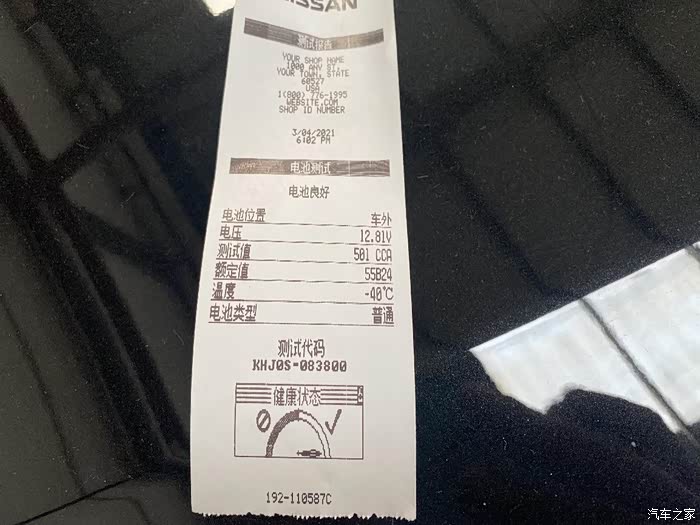 NISSAN
测试报告
YOUR SHOP NAME
1000 ANY ST.
YOUR TOWN, STATE
60527
USA
1(800) 776-1995
WEBSITE.COM
SHOP ID NUMBER
3/04/2021
6:02 PM
电池测试
电池良好
电池位置 车外
电压 12.81V
测试值 501 CCA
额定值 55B24
温度 -40℃
电池类型 普通
测试代码
KHJ0S-083800
健康状态
192-110587C
汽车之家